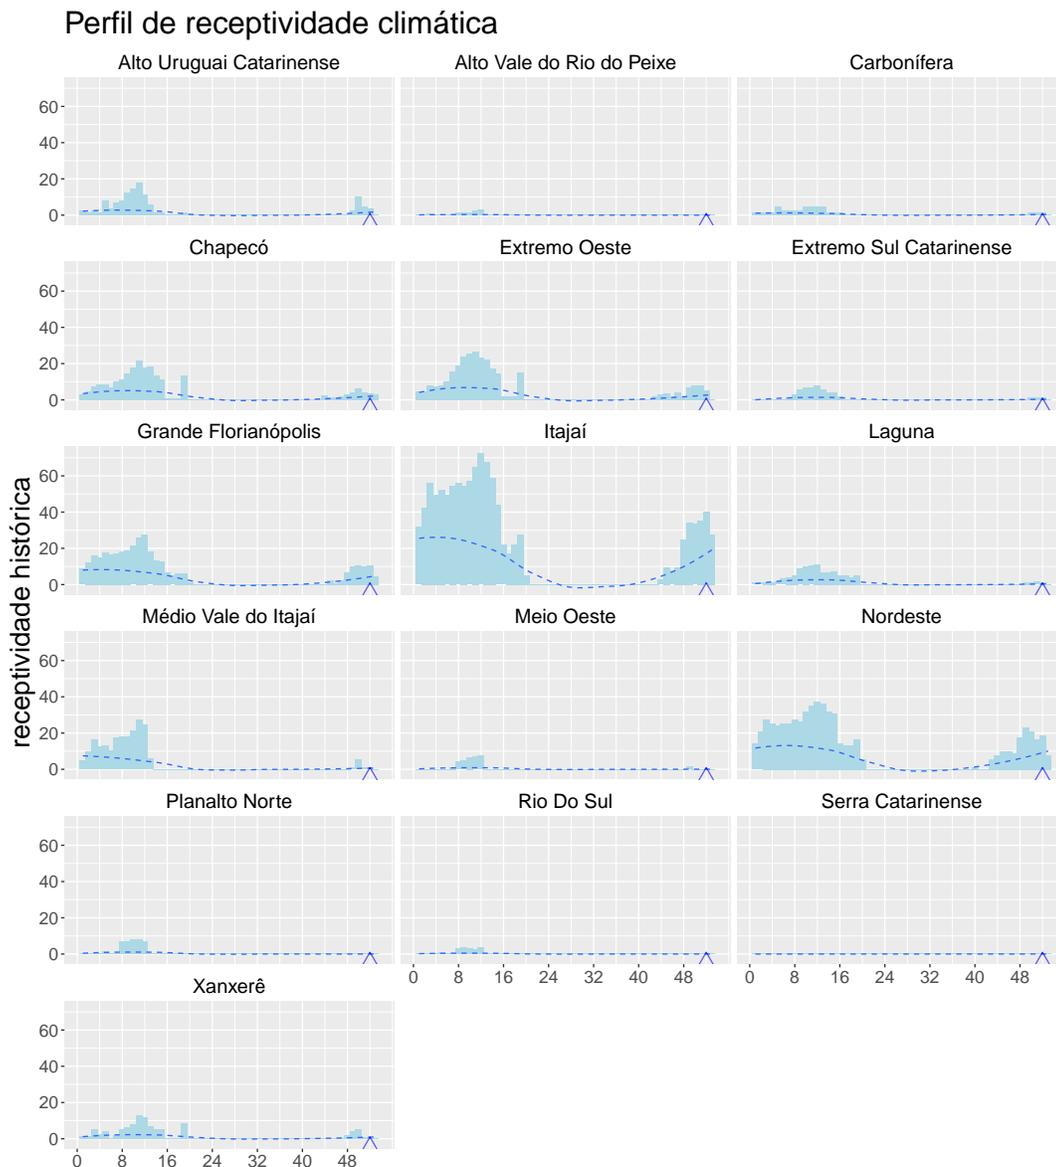 Perfil de receptividade climática
Alto Uruguai Catarinense
Alto Vale do Rio do Peixe
Carbonífera
60
40
20
0
Chapecó
Extremo Oeste
Extremo Sul Catarinense
60
40
20
0
Grande Florianópolis
Itajaí
Laguna
60
40
20
0
receptividade histórica
Médio Vale do Itajaí
Meio Oeste
Nordeste
60
40
20
0
Planalto Norte
Rio Do Sul
Serra Catarinense
60
40
20
0
0 8 16 24 32 40 48
0 8 16 24 32 40 48
Xanxerê
60
40
20
0
0 8 16 24 32 40 48